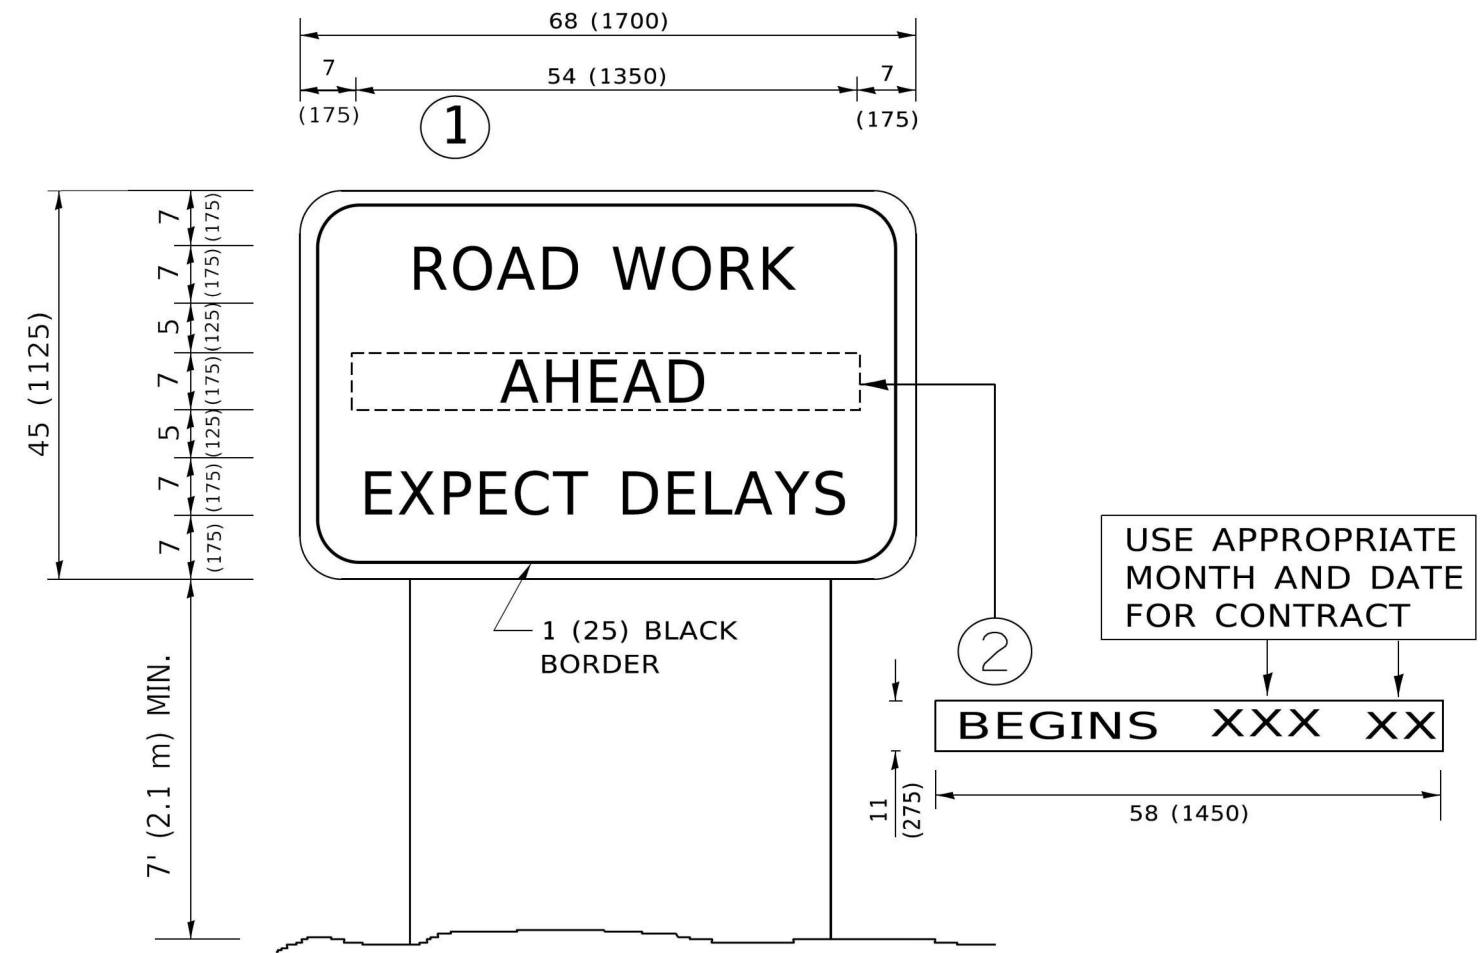 68 (1700)
7
54 (1350)
7
(175)
(175)
1
7
(175)
ROAD WORK
7
(175)
5
(125)
45 (1125)
AHEAD
7
(175)
5
(125)
EXPECT DELAYS
7
(175)
7
(175)
USE APPROPRIATE
MONTH AND DATE
FOR CONTRACT
1 (25) BLACK
BORDER
2
7' (2.1 m) MIN.
BEGINS XXX XX
11
(275)
58 (1450)